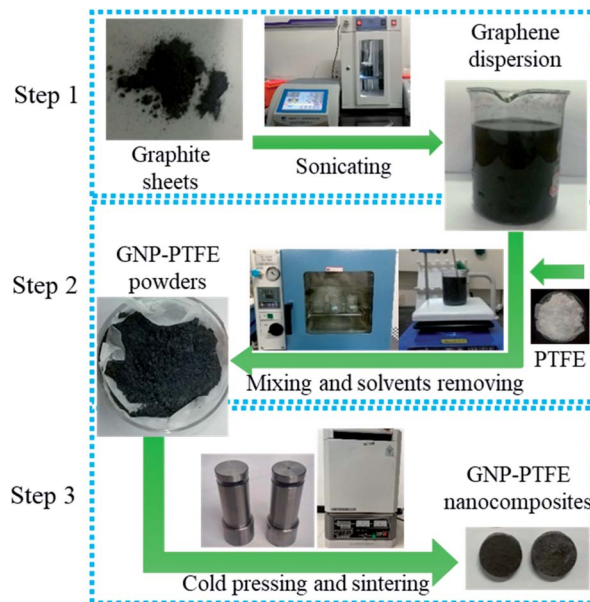 Step 1
Graphite
sheets
Sonicating
Graphene
dispersion
Step 2
GNP-PTFE
powders
PTFE
Mixing and solvents removing
Step 3
GNP-PTFE
nanocomposites
Cold pressing and sintering